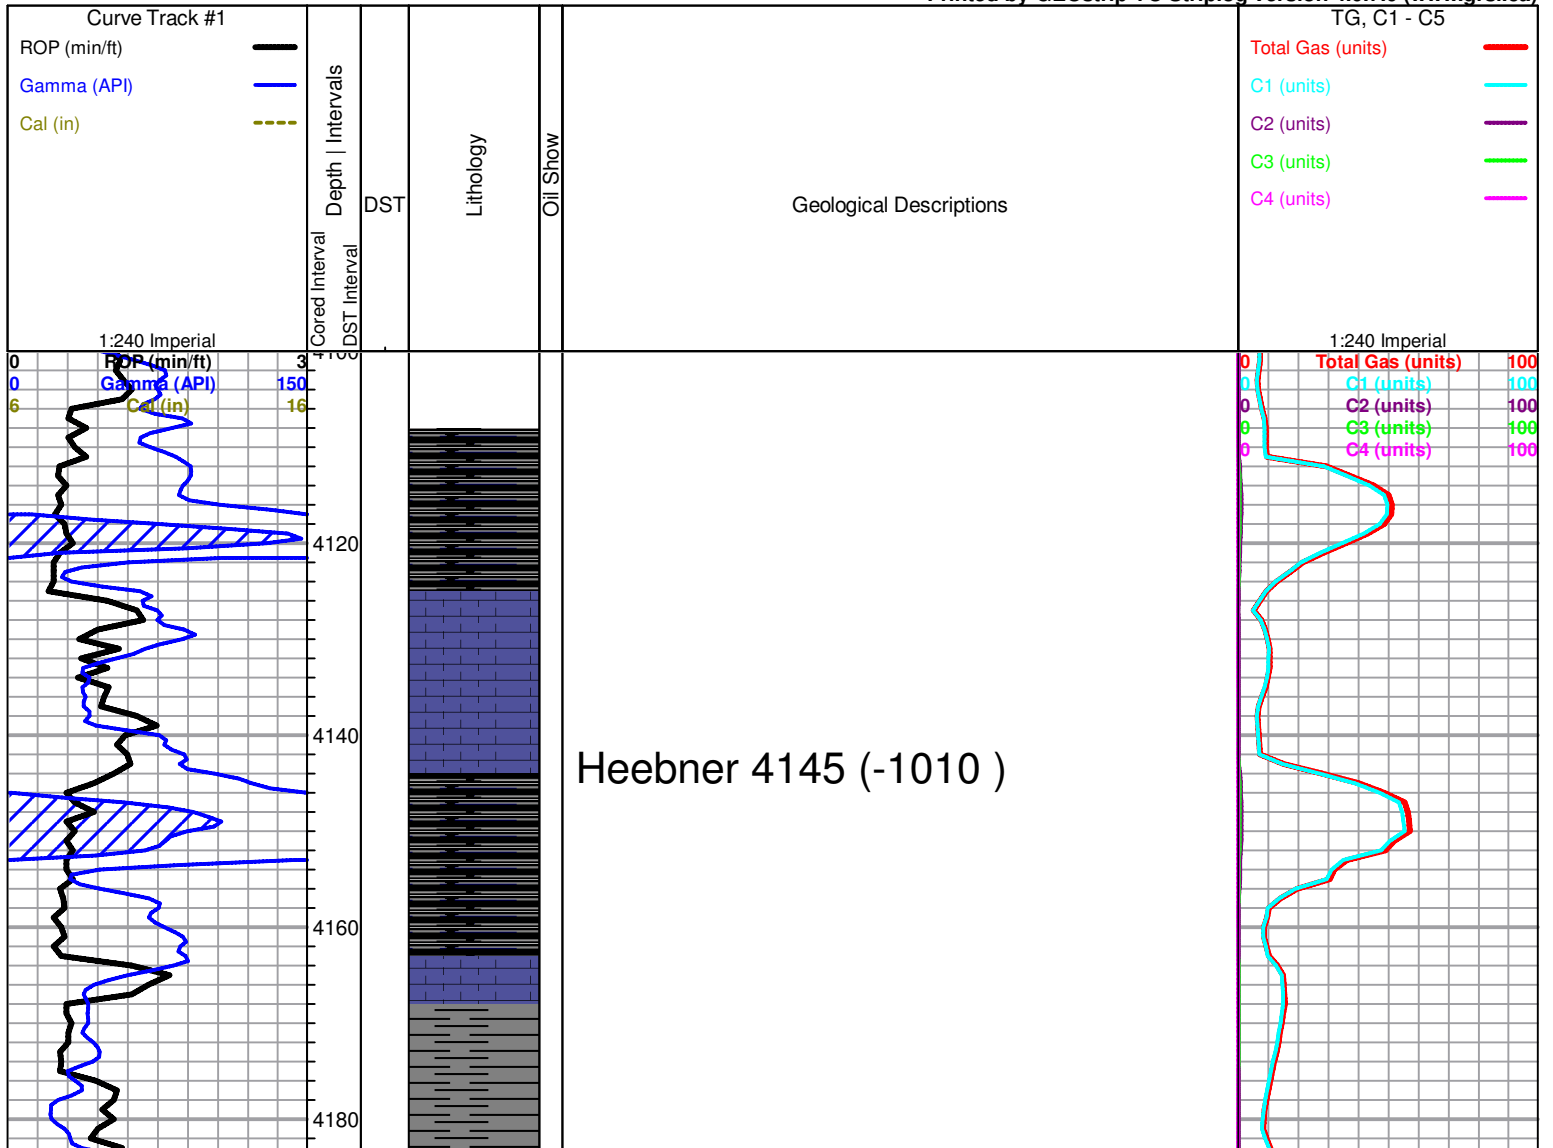 Curve Track #1
ROP (min/ft)
Gamma (API)
Cal (in)
1:240 Imperial
Depth | Intervals
Cored Interval
DST Interval
DST
Lithology
Oil Show
Geological Descriptions
TG, C1 - C5
Total Gas (units)
C1 (units)
C2 (units)
C3 (units)
C4 (units)
1:240 Imperial
0 ROP (min/ft) 3
0 Gamma (API) 150
6 Cal (in) 16
0 Total Gas (units) 100
0 C1 (units) 100
0 C2 (units) 100
0 C3 (units) 100
0 C4 (units) 100
4100
4120
4140
Heebner 4145 (-1010 )
4160
4180